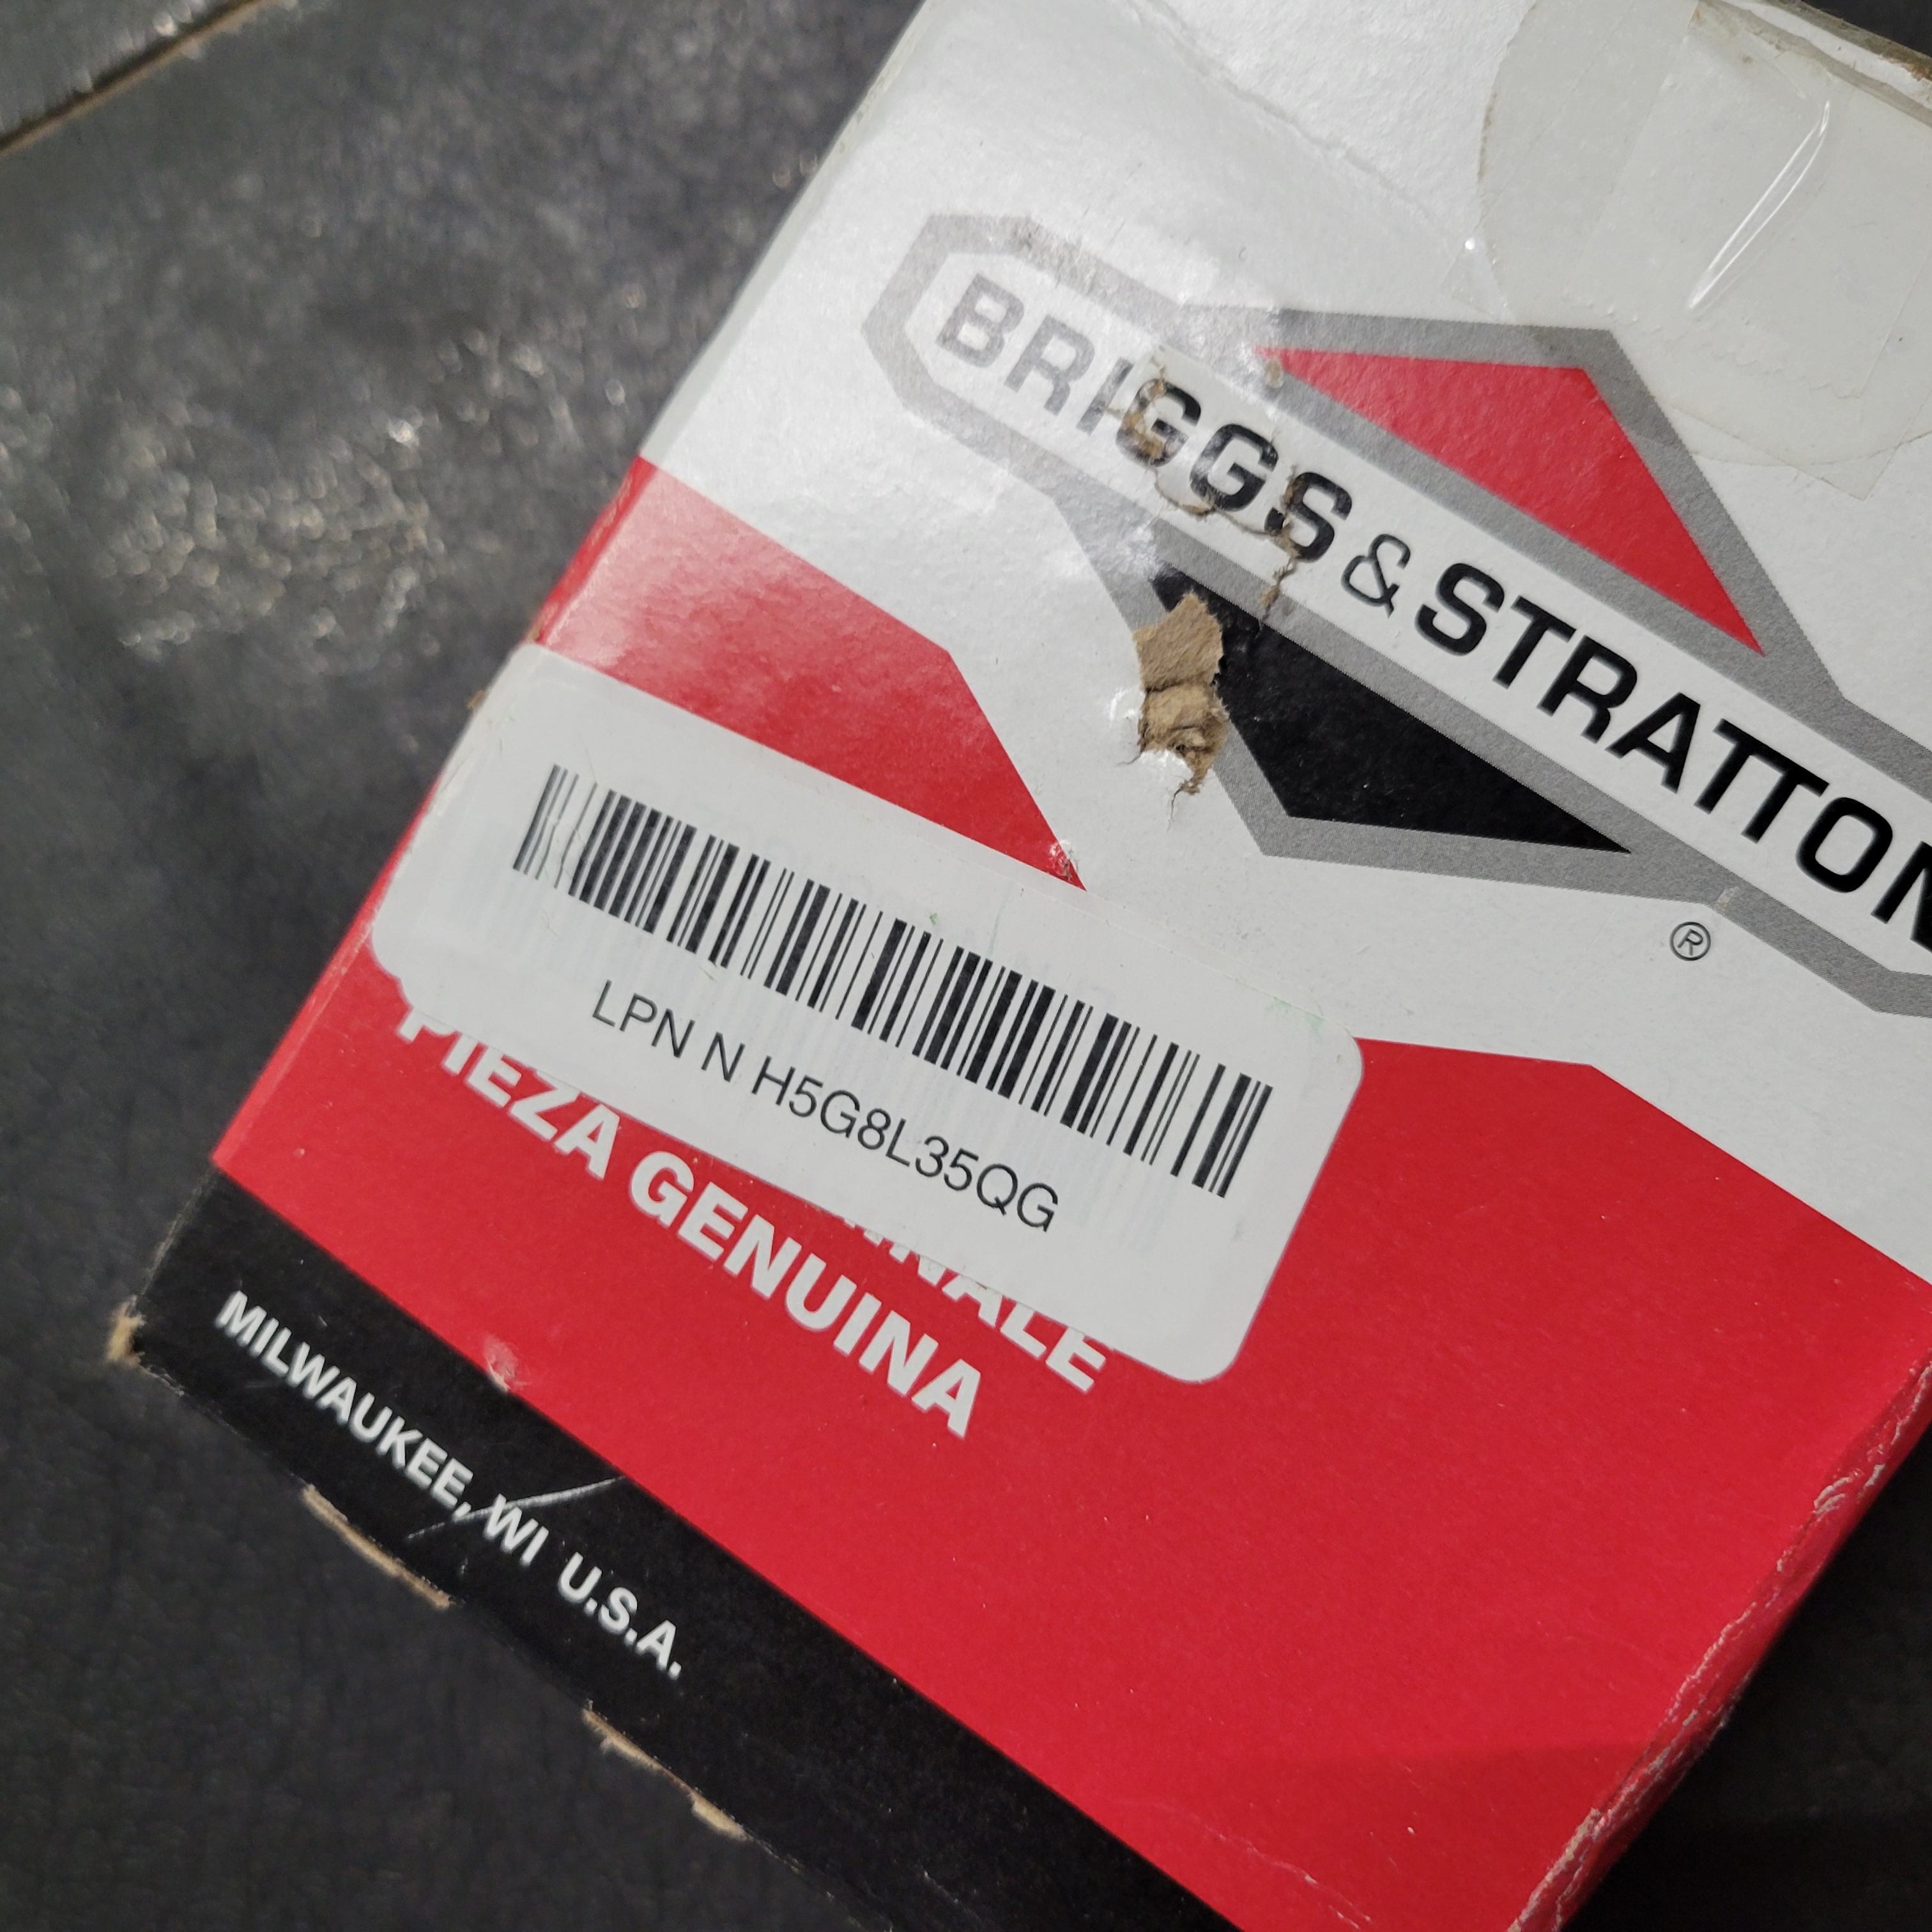 BRIGGS & STRATTON
®
LPN N H5G8L35QG
PIEZA GENUINA
MILWAUKEE, WI U.S.A.